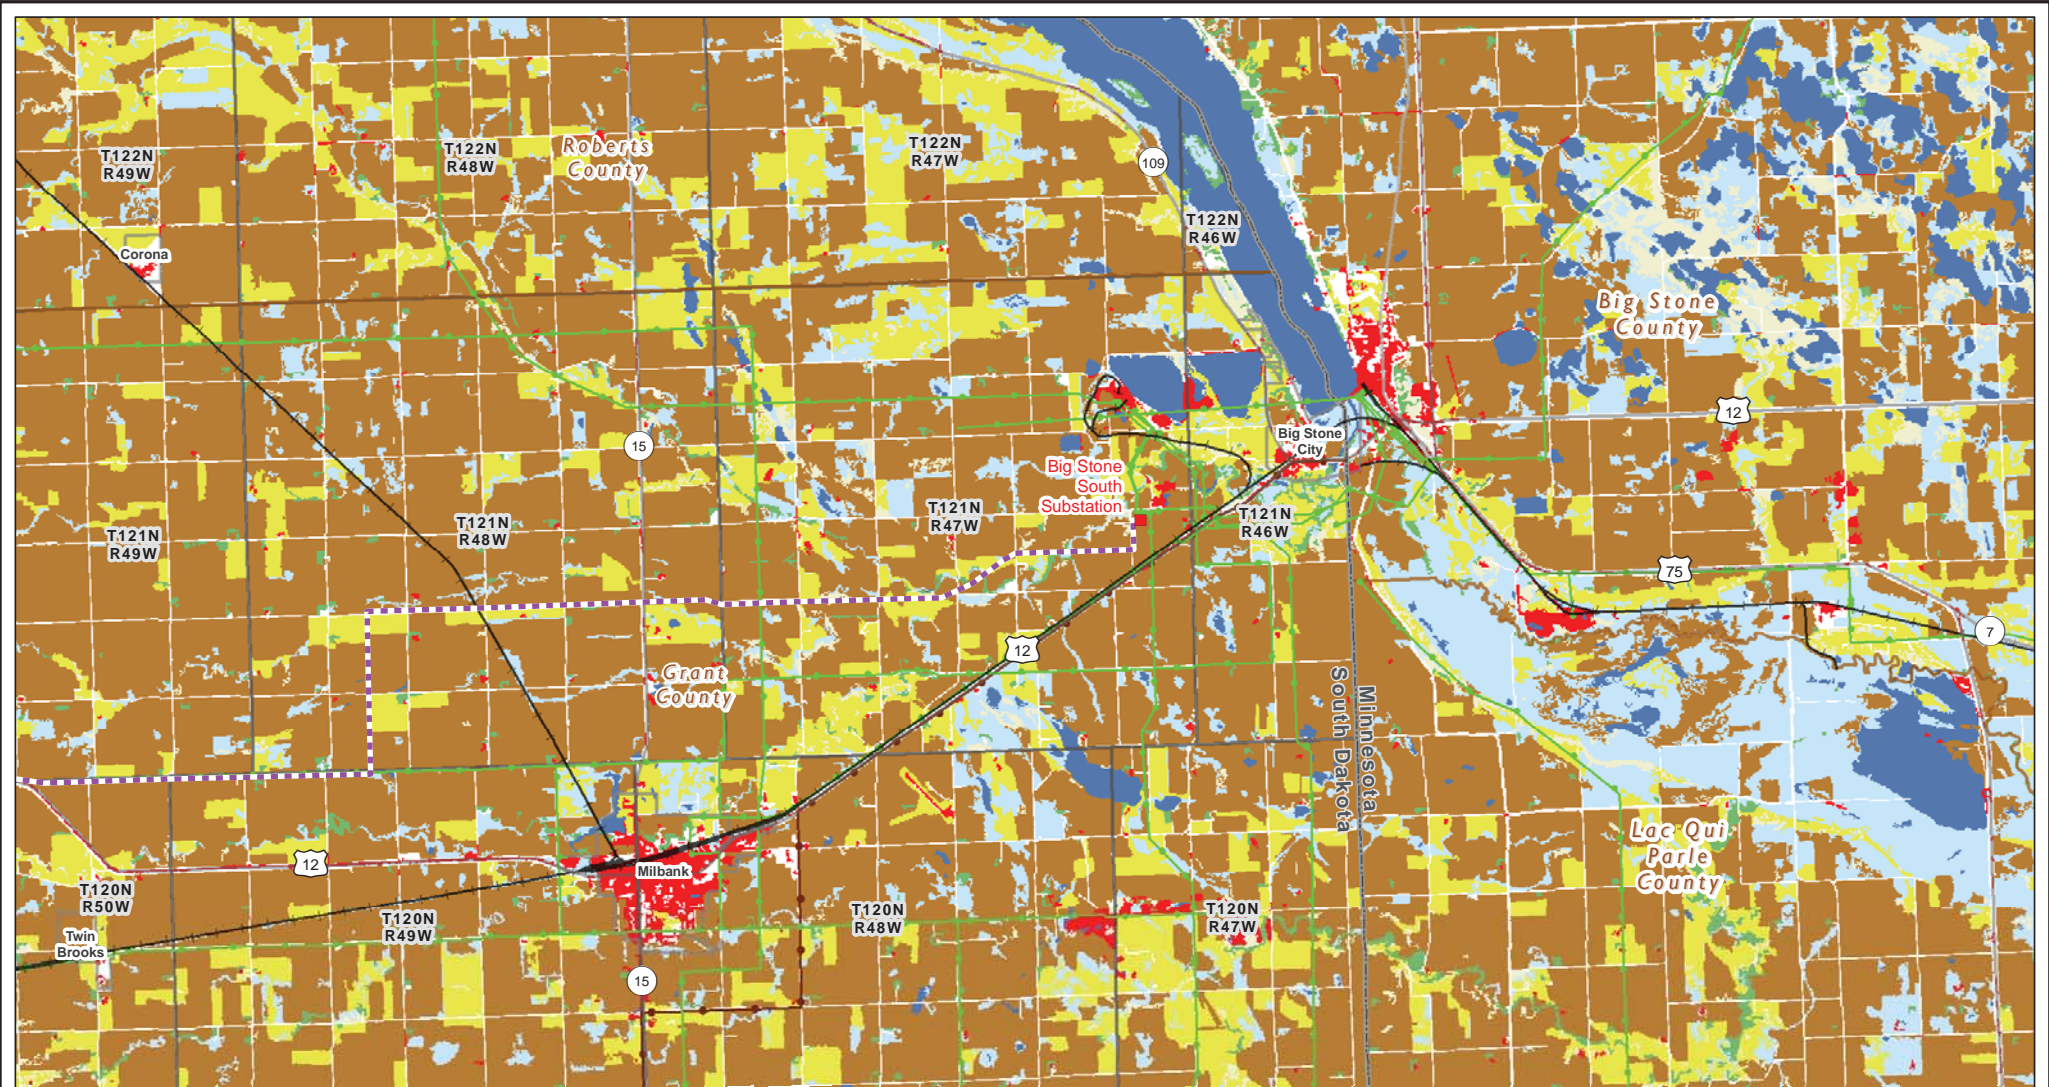 T122N
R49W
T122N
R48W
Roberts
County
T122N
R47W
109
T122N
R46W
Corona
Big Stone
County
12
15
Big Stone
City
Big Stone
South
Substation
T121N
R49W
T121N
R48W
T121N
R47W
T121N
R46W
75
7
12
Grant
County
Minnesota
South Dakota
12
Milbank
Lac Qui
Parle
County
T120N
R50W
T120N
R49W
T120N
R48W
T120N
R47W
Twin
Brooks
15